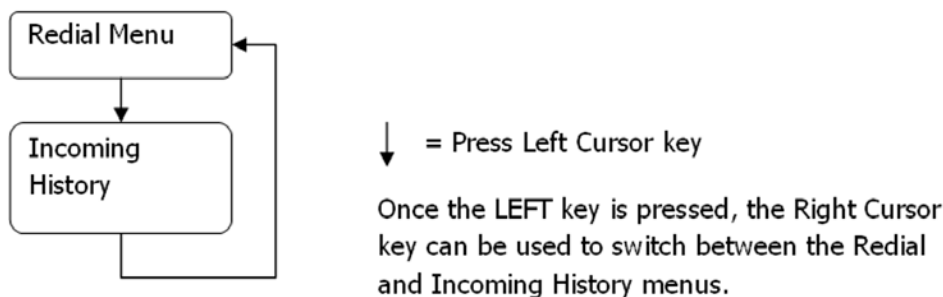 Redial Menu
Incoming
History
= Press Left Cursor key
Once the LEFT key is pressed, the Right Cursor
key can be used to switch between the Redial
and Incoming History menus.